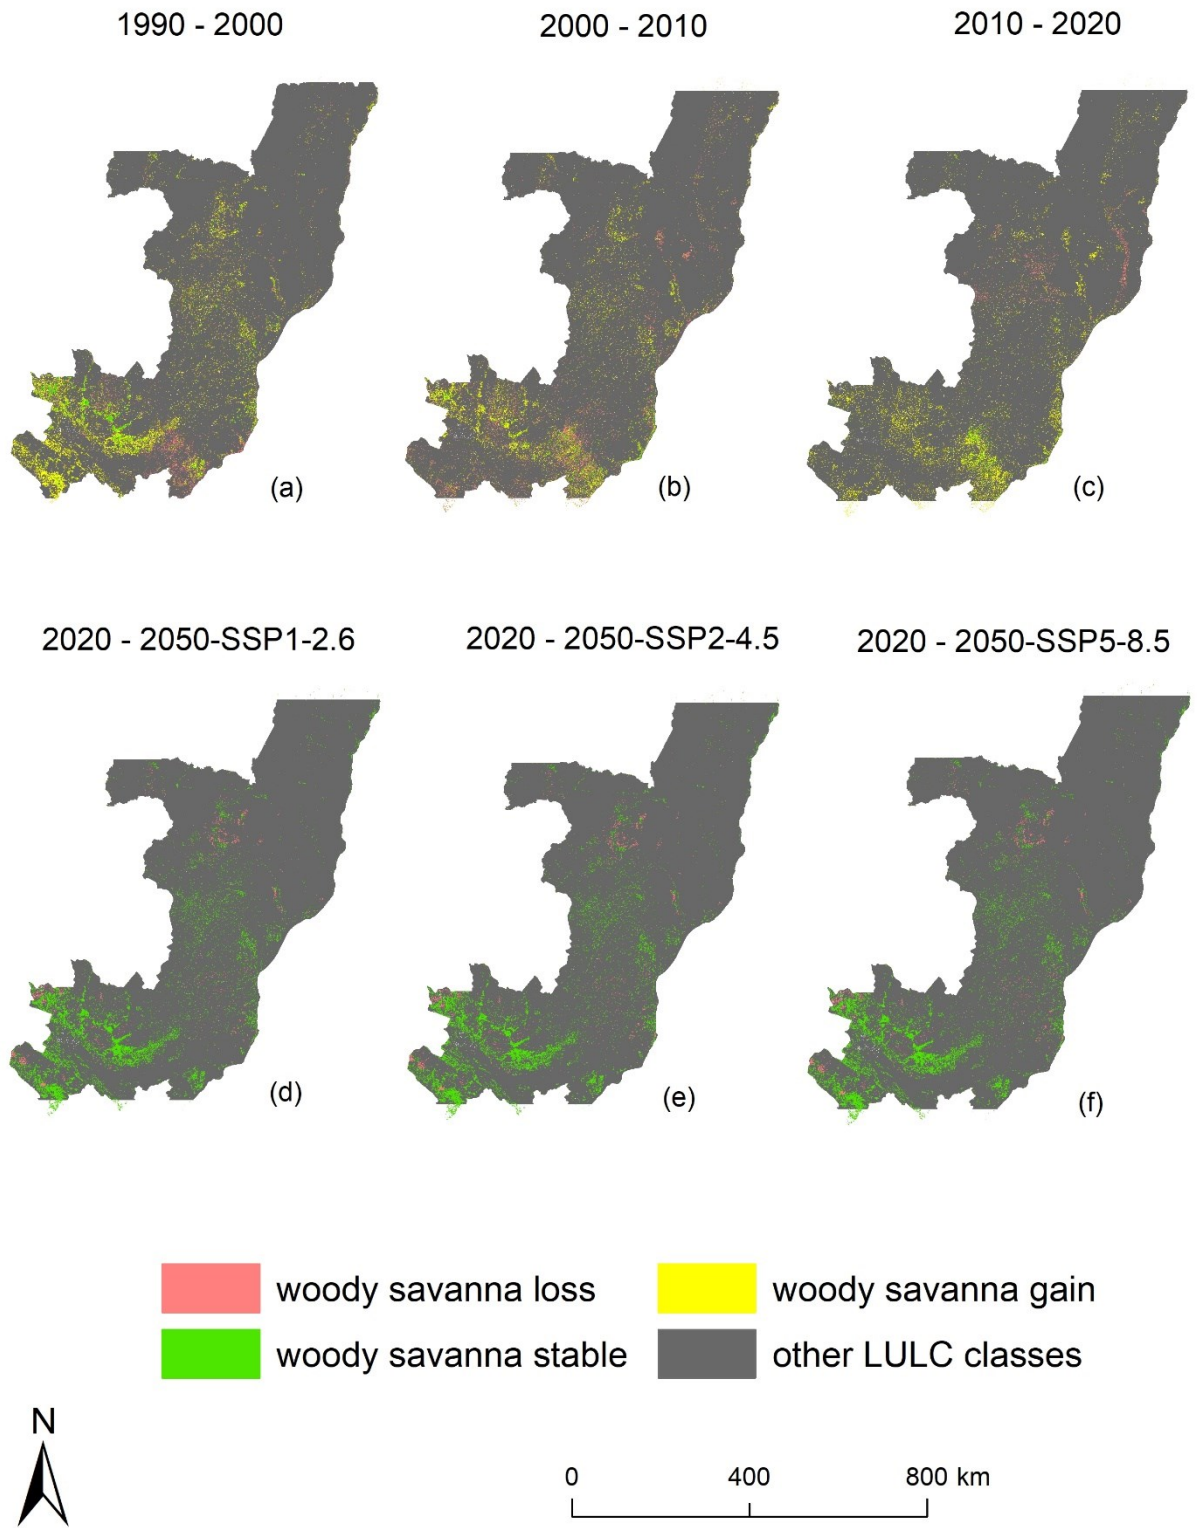 1990 - 2000
2000 - 2010
2010 - 2020
(a)
(b)
(c)
2020 - 2050-SSP1-2.6
2020 - 2050-SSP2-4.5
2020 - 2050-SSP5-8.5
(d)
(e)
(f)
woody savanna loss
woody savanna gain
woody savanna stable
other LULC classes
N
0 400 800 km